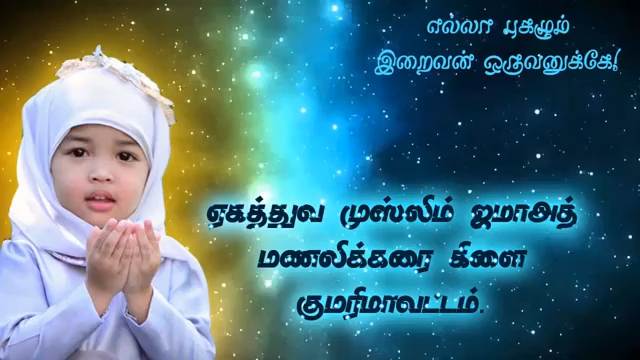 எல்லா புகழும்
இறைவன் ஒருவனுக்கே!
ஏகத்துவ முஸ்லிம் ஜமாஅத்
மணலிக்கரை கிளை
குமரிமாவட்டம்.